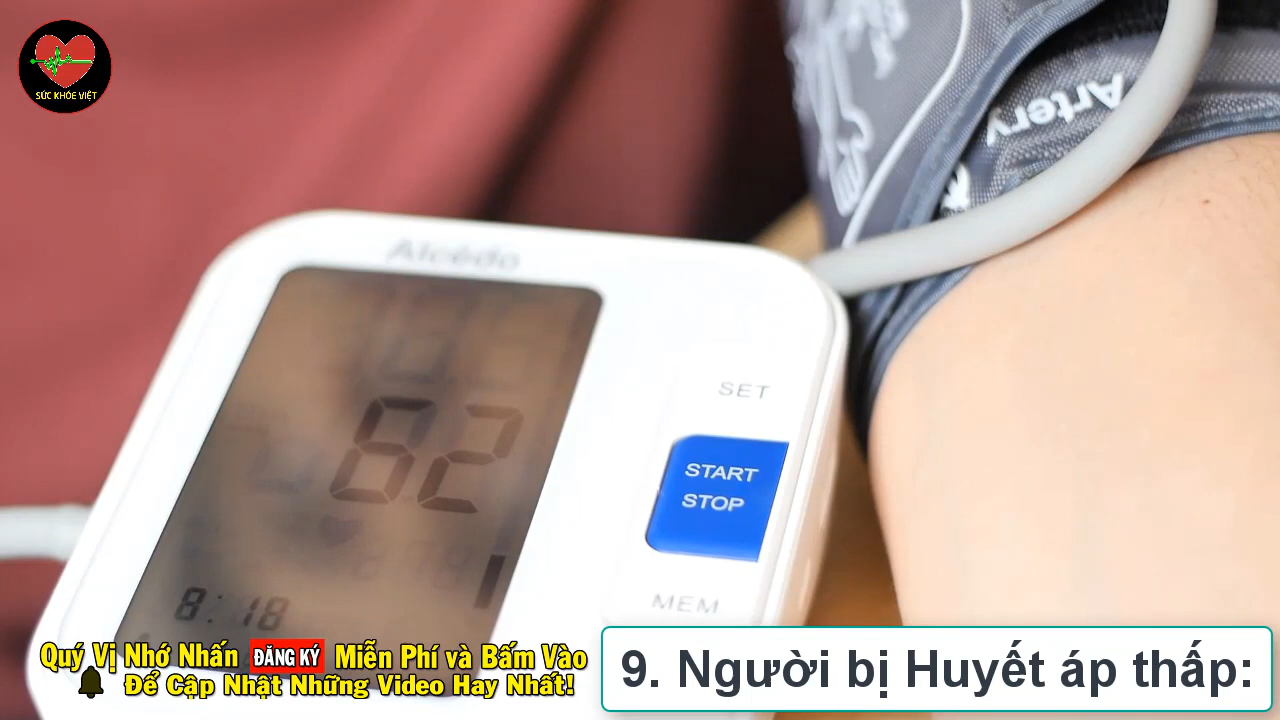 SỨC KHỎE VIỆT
Artery
Alcedo
62
SET
START
STOP
8:18
MEM
Quý Vị Nhớ Nhấn ĐĂNG KÝ Miễn Phí và Bấm Vào
Để Cập Nhật Những Video Hay Nhất!
9. Người bị Huyết áp thấp: